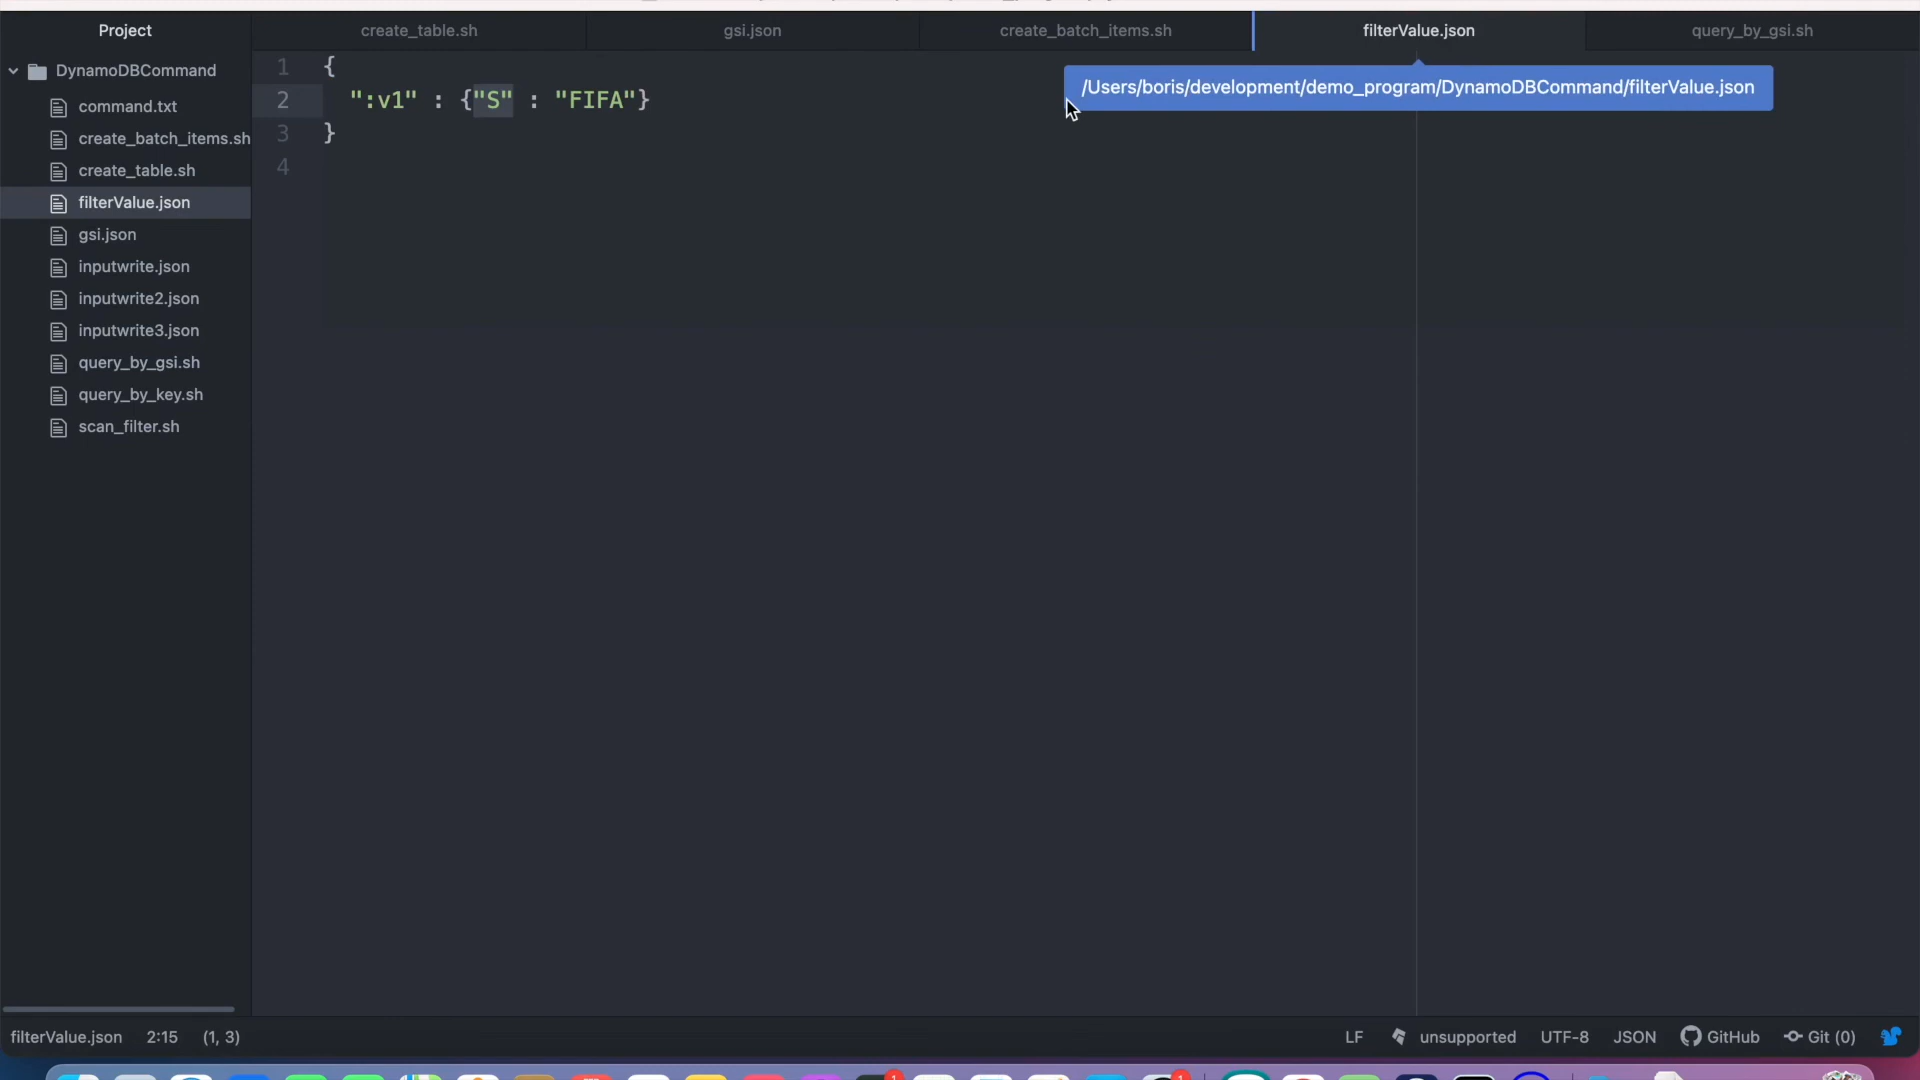 Project
create_table.sh
gsi.json
create_batch_items.sh
filterValue.json
query_by_gsi.sh
DynamoDBCommand
command.txt
create_batch_items.sh
create_table.sh
filterValue.json
gsi.json
inputwrite.json
inputwrite2.json
inputwrite3.json
query_by_gsi.sh
query_by_key.sh
scan_filter.sh
1 {
2 ":v1" : {"S" : "FIFA"}
3 }
4
/Users/boris/development/demo_program/DynamoDBCommand/filterValue.json
filterValue.json 2:15 (1, 3)
LF unsupported UTF-8 JSON GitHub Git (0)